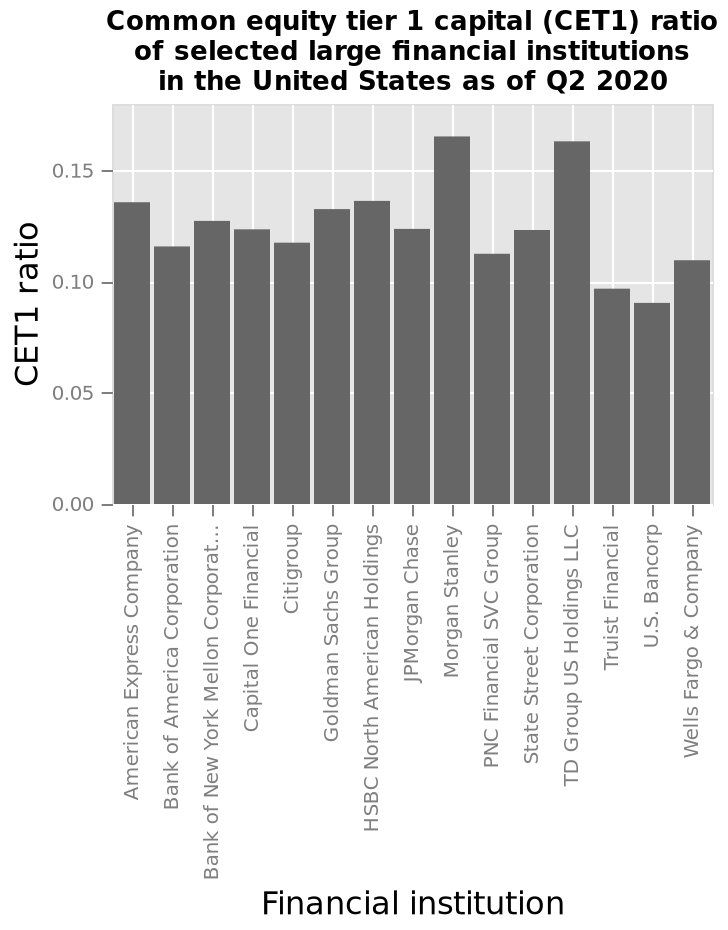 Common equity tier 1 capital (CET1) ratio
of selected large financial institutions
in the United States as of Q2 2020
CET1 ratio
0.15
0.10
0.05
0.00
American Express Company
Bank of America Corporation
Bank of New York Mellon Corporat...
Capital One Financial
Citigroup
Goldman Sachs Group
HSBC North American Holdings
JPMorgan Chase
Morgan Stanley
PNC Financial SVC Group
State Street Corporation
TD Group US Holdings LLC
Truist Financial
U.S. Bancorp
Wells Fargo & Company
Financial institution